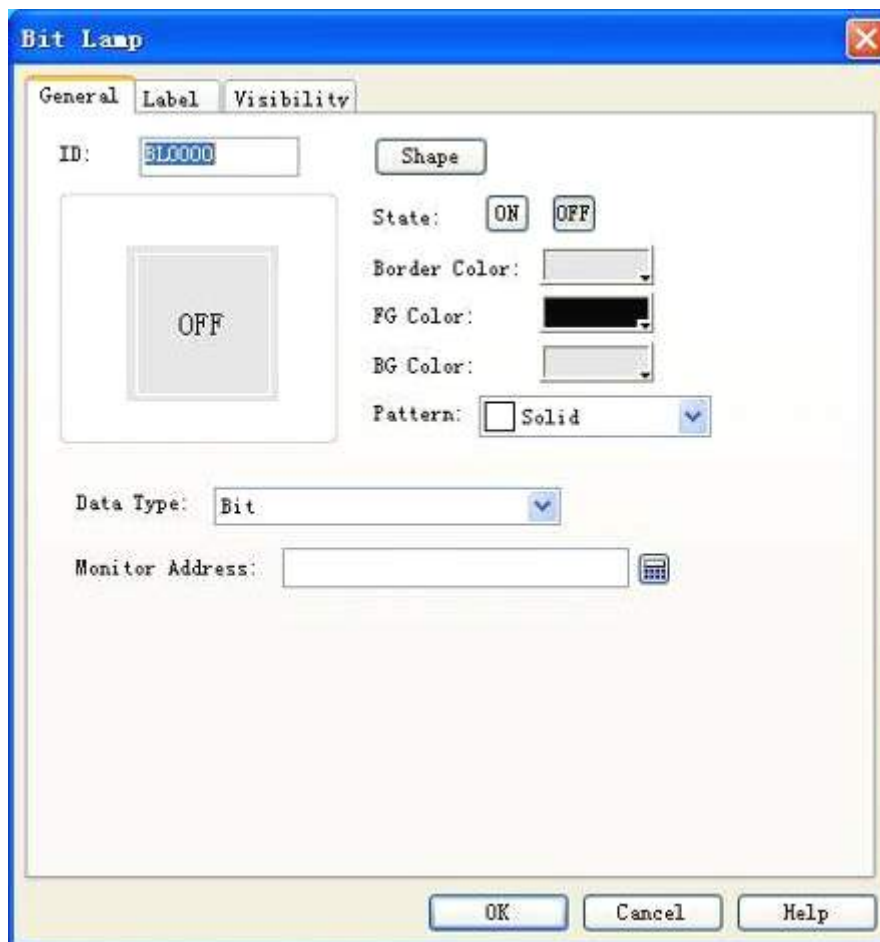 Bit Lamp
General Label Visibility
ID: BL0000 Shape
State: ON OFF
Border Color:
OFF
FG Color:
BG Color:
Pattern: Solid
Data Type: Bit
Monitor Address:
OK Cancel Help